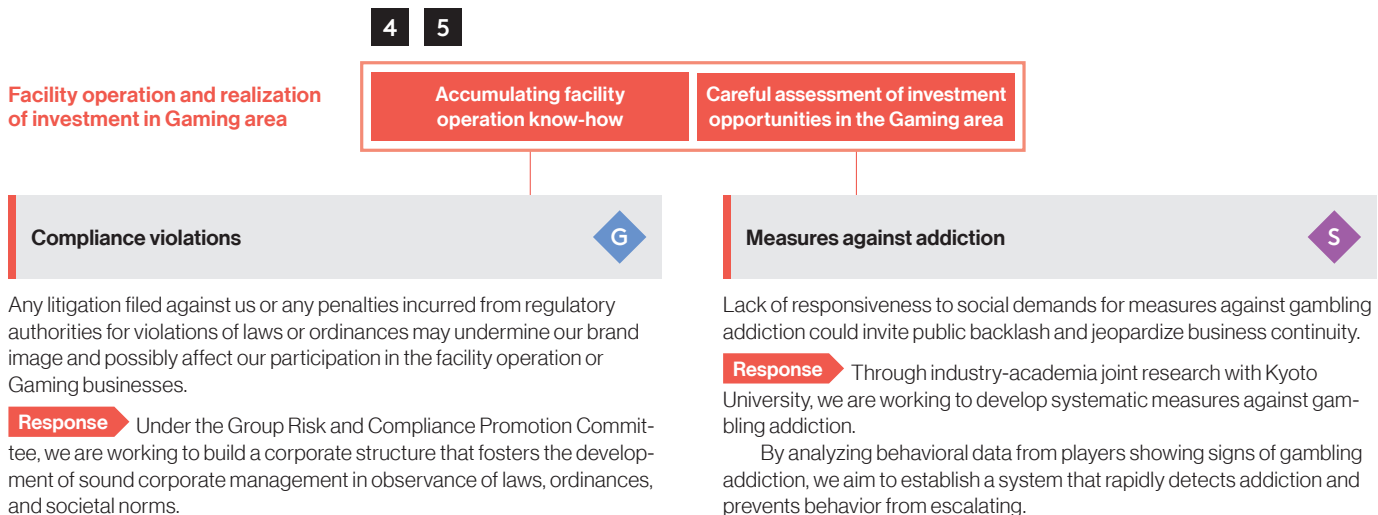 4 5
Facility operation and realization
of investment in Gaming area
Accumulating facility
operation know-how
Careful assessment of investment
opportunities in the Gaming area
Compliance violations
G
Any litigation filed against us or any penalties incurred from regulatory
authorities for violations of laws or ordinances may undermine our brand
image and possibly affect our participation in the facility operation or
Gaming businesses.
Response Under the Group Risk and Compliance Promotion Commit-
tee, we are working to build a corporate structure that fosters the develop-
ment of sound corporate management in observance of laws, ordinances,
and societal norms.
Measures against addiction
S
Lack of responsiveness to social demands for measures against gambling
addiction could invite public backlash and jeopardize business continuity.
Response Through industry-academia joint research with Kyoto
University, we are working to develop systematic measures against gam-
bling addiction.
By analyzing behavioral data from players showing signs of gambling
addiction, we aim to establish a system that rapidly detects addiction and
prevents behavior from escalating.